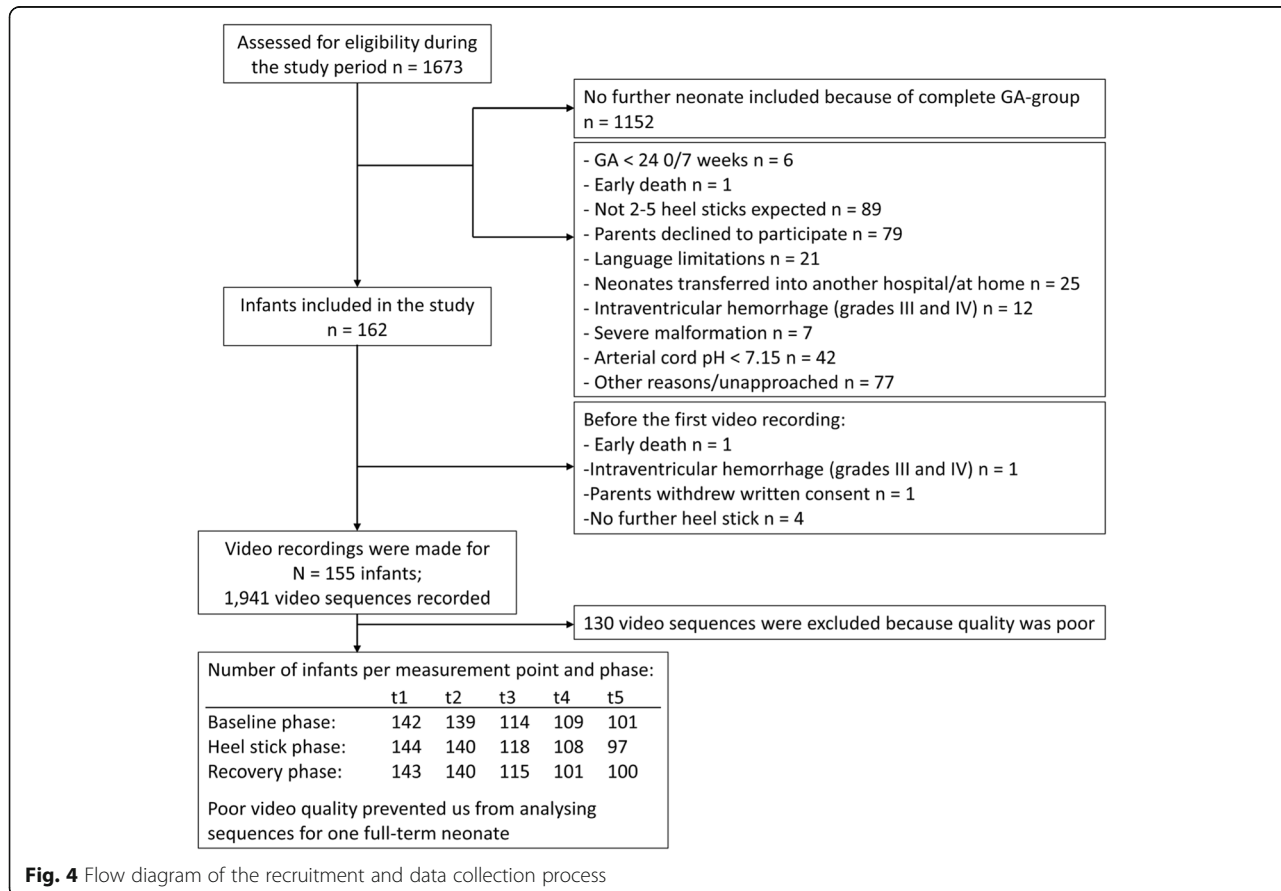 Assessed for eligibility during
the study period n = 1673
No further neonate included because of complete GA-group
n = 1152
- GA < 24 0/7 weeks n = 6
- Early death n = 1
- Not 2-5 heel sticks expected n = 89
- Parents declined to participate n = 79
- Language limitations n = 21
- Neonates transferred into another hospital/at home n = 25
- Intraventricular hemorrhage (grades III and IV) n = 12
- Severe malformation n = 7
- Arterial cord pH < 7.15 n = 42
- Other reasons/unapproached n = 77
Infants included in the study
n = 162
Before the first video recording:
- Early death n = 1
-Intraventricular hemorrhage (grades III and IV) n = 1
-Parents withdrew written consent n = 1
-No further heel stick n = 4
Video recordings were made for
N = 155 infants;
1,941 video sequences recorded
130 video sequences were excluded because quality was poor
Number of infants per measurement point and phase:
t1 t2 t3 t4 t5
Baseline phase: 142 139 114 109 101
Heel stick phase: 144 140 118 108 97
Recovery phase: 143 140 115 101 100
Poor video quality prevented us from analysing
sequences for one full-term neonate
Fig. 4 Flow diagram of the recruitment and data collection process